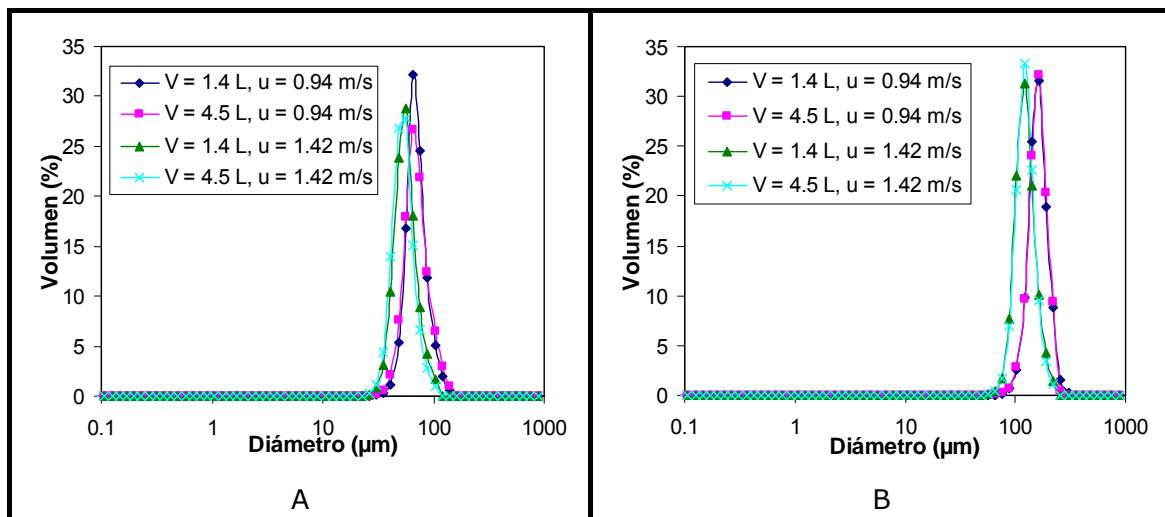 35
30
25
20
15
10
5
0
Volumen (%)
V = 1.4 L, u = 0.94 m/s
V = 4.5 L, u = 0.94 m/s
V = 1.4 L, u = 1.42 m/s
V = 4.5 L, u = 1.42 m/s
0.1 1 10 100 1000
Diámetro (µm)
A
35
30
25
20
15
10
5
0
Volumen (%)
V = 1.4 L, u = 0.94 m/s
V = 4.5 L, u = 0.94 m/s
V = 1.4 L, u = 1.42 m/s
V = 4.5 L, u = 1.42 m/s
0.1 1 10 100 1000
Diámetro (µm)
B